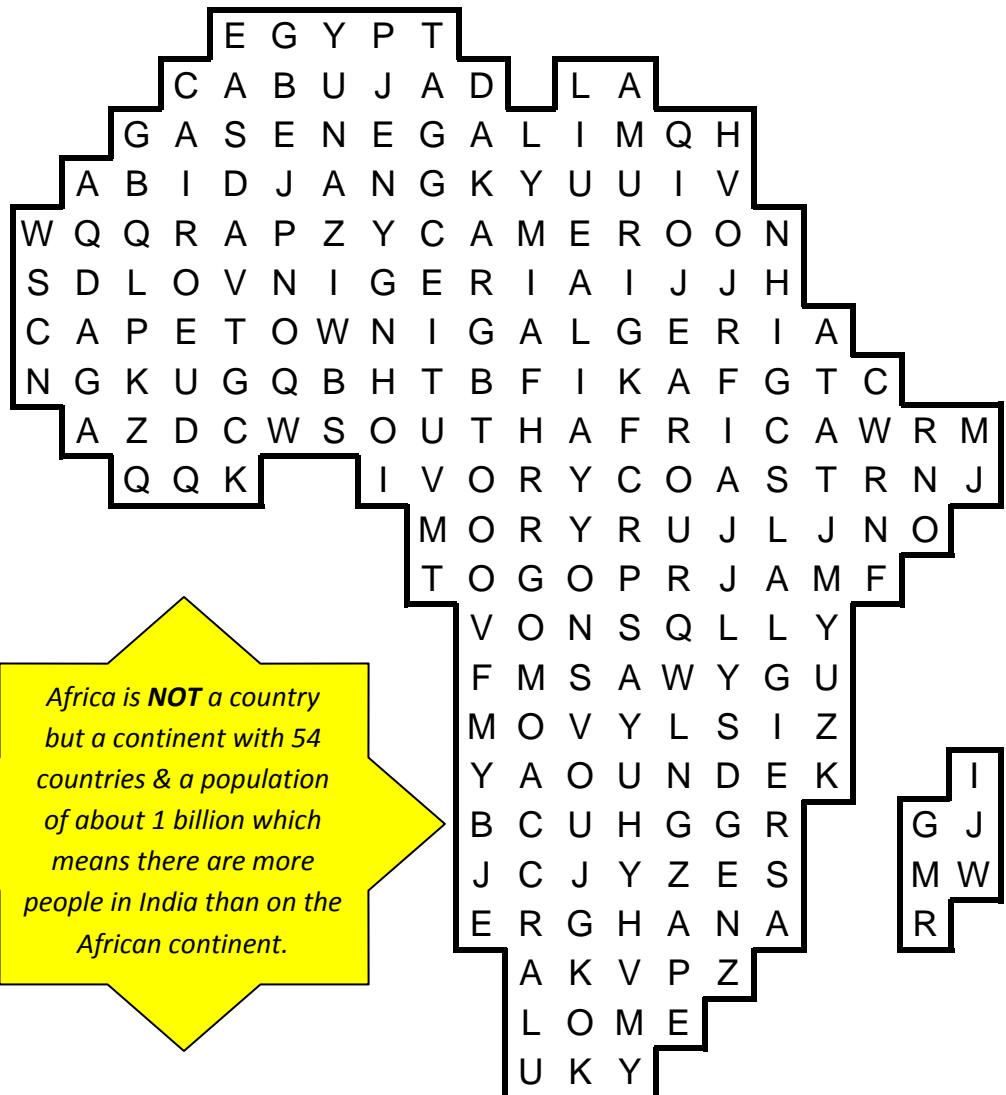 E G Y P T
C A B U J A D L A
G A S E N E G A L I M Q H
A B I D J A N G K Y U U I V
W Q Q R A P Z Y C A M E R O O N
S D L O V N I G E R I A I J J H
C A P E T O W N I G A L G E R I A
N G K U G Q B H T B F I K A F G T C
A Z D C W S O U T H A F R I C A W R M
Q Q K I V O R Y C O A S T R N J
M O R Y R U J L J N O
T O G O P R J A M F
V O N S Q L L Y
F M S A W Y G U
M O V Y L S I Z
Y A O U N D E K I
B C U H G G R G J
J C J Y Z E S M W
E R G H A N A R
A K V P Z
L O M E
U K Y
Africa is NOT a country
but a continent with 54
countries & a population
of about 1 billion which
means there are more
people in India than on the
African continent.